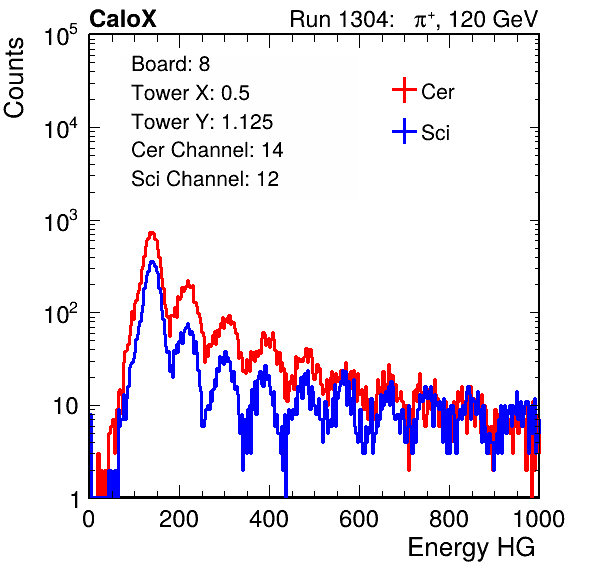 CaloX Run 1304: π⁺, 120 GeV
Board: 8
Tower X: 0.5
Tower Y: 1.125
Cer Channel: 14
Sci Channel: 12
Cer
Sci
Counts
10⁵
10⁴
10³
10²
10
1
0 200 400 600 800 1000
Energy HG